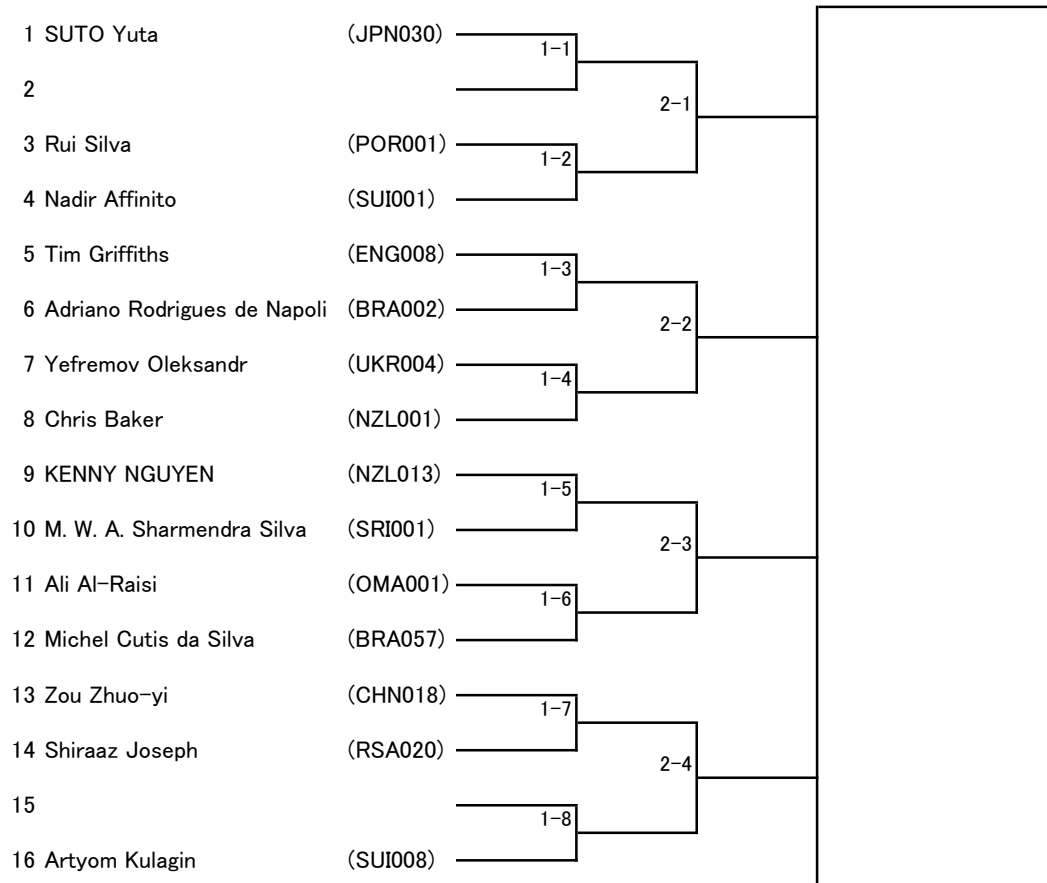 1 SUTO Yuta (JPN030)
1-1
2
2-1
3 Rui Silva (POR001)
1-2
4 Nadir Affinito (SUI001)
5 Tim Griffiths (ENG008)
1-3
6 Adriano Rodrigues de Napoli (BRA002)
2-2
7 Yefremov Oleksandr (UKR004)
1-4
8 Chris Baker (NZL001)
9 KENNY NGUYEN (NZL013)
1-5
10 M. W. A. Sharmendra Silva (SRI001)
2-3
11 Ali Al-Raisi (OMA001)
1-6
12 Michel Cutis da Silva (BRA057)
13 Zou Zhuo-yi (CHN018)
1-7
14 Shiraaz Joseph (RSA020)
2-4
15
1-8
16 Artyom Kulagin (SUI008)